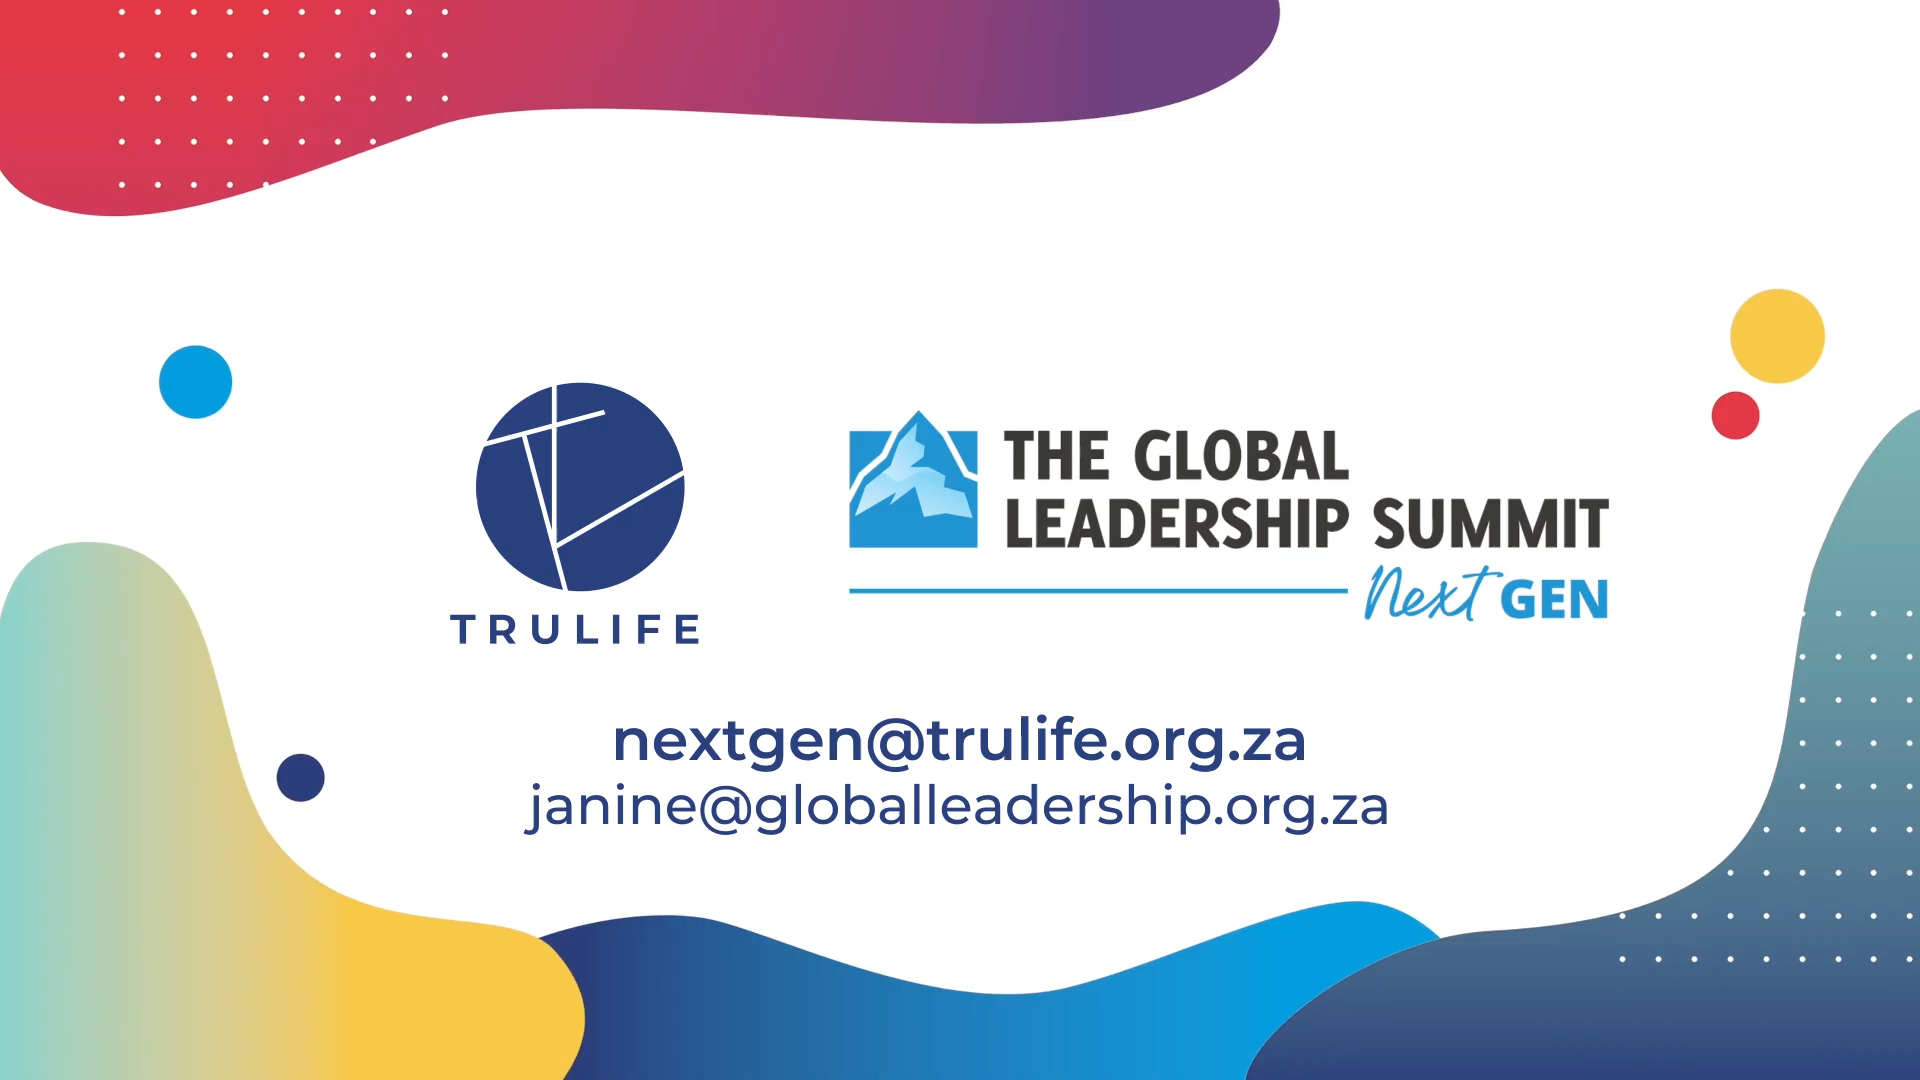 TRULIFE
THE GLOBAL
LEADERSHIP SUMMIT
Next GEN
nextgen@trulife.org.za
janine@globalleadership.org.za